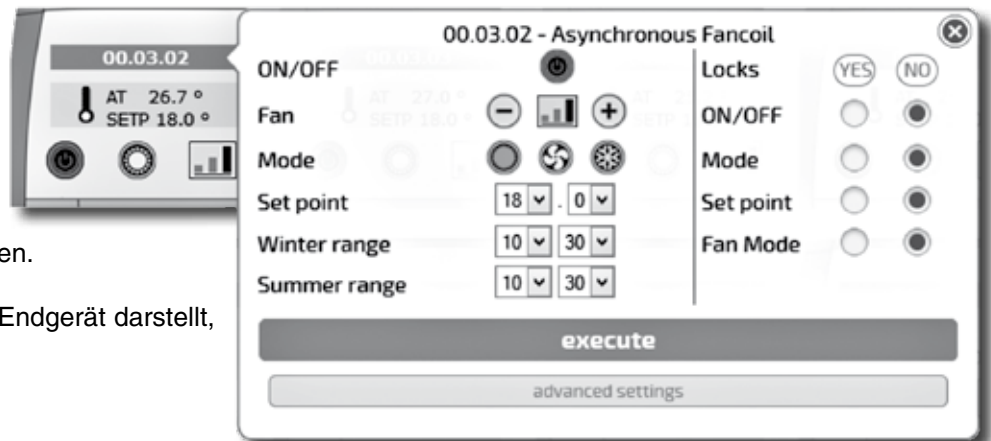 00.03.02
AT 26.7 °
SETP 18.0 °
en.
Endgerät darstellt,
00.03.02 - Asynchronous Fancoil
ON/OFF
Fan
Mode
Set point 18 . 0
Winter range 10 30
Summer range 10 30
Locks YES NO
ON/OFF
Mode
Set point
Fan Mode
execute
advanced settings